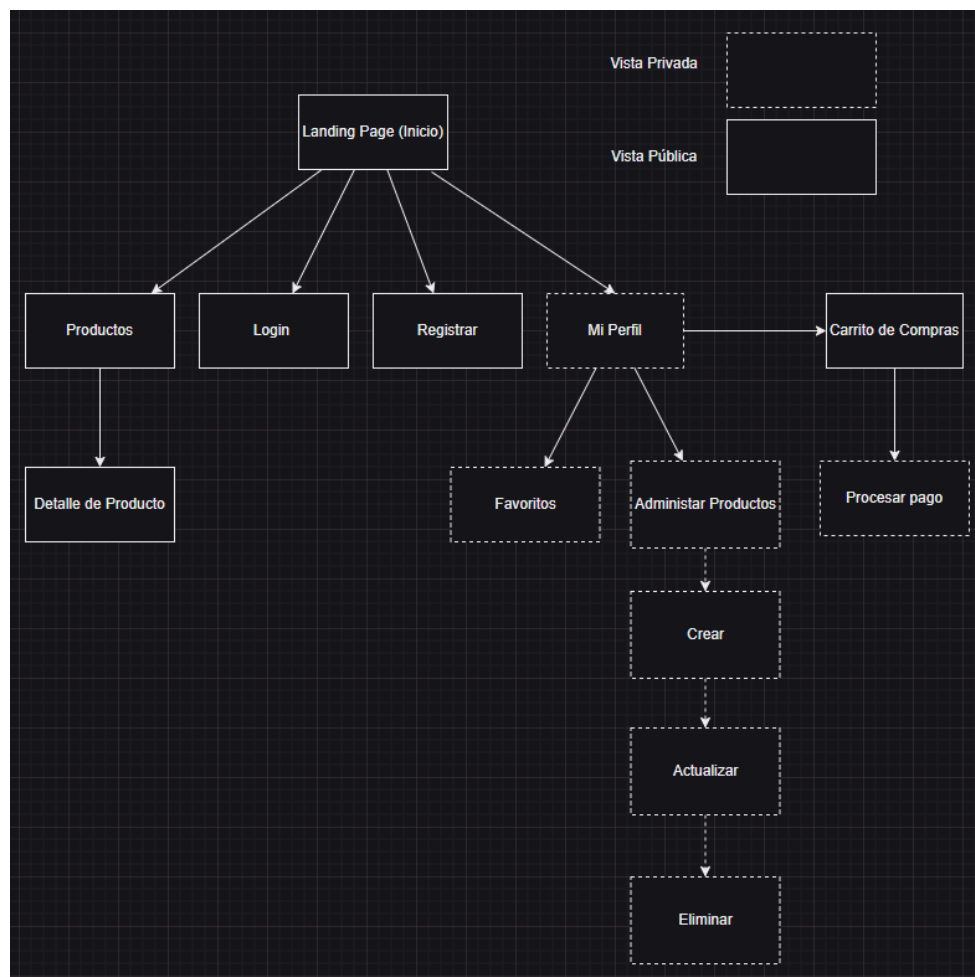 Vista Privada
Landing Page (Inicio)
Vista Pública
Productos
Login
Registrar
Mi Perfil
Carrito de Compras
Detalle de Producto
Favoritos
Administar Productos
Procesar pago
Crear
Actualizar
Eliminar